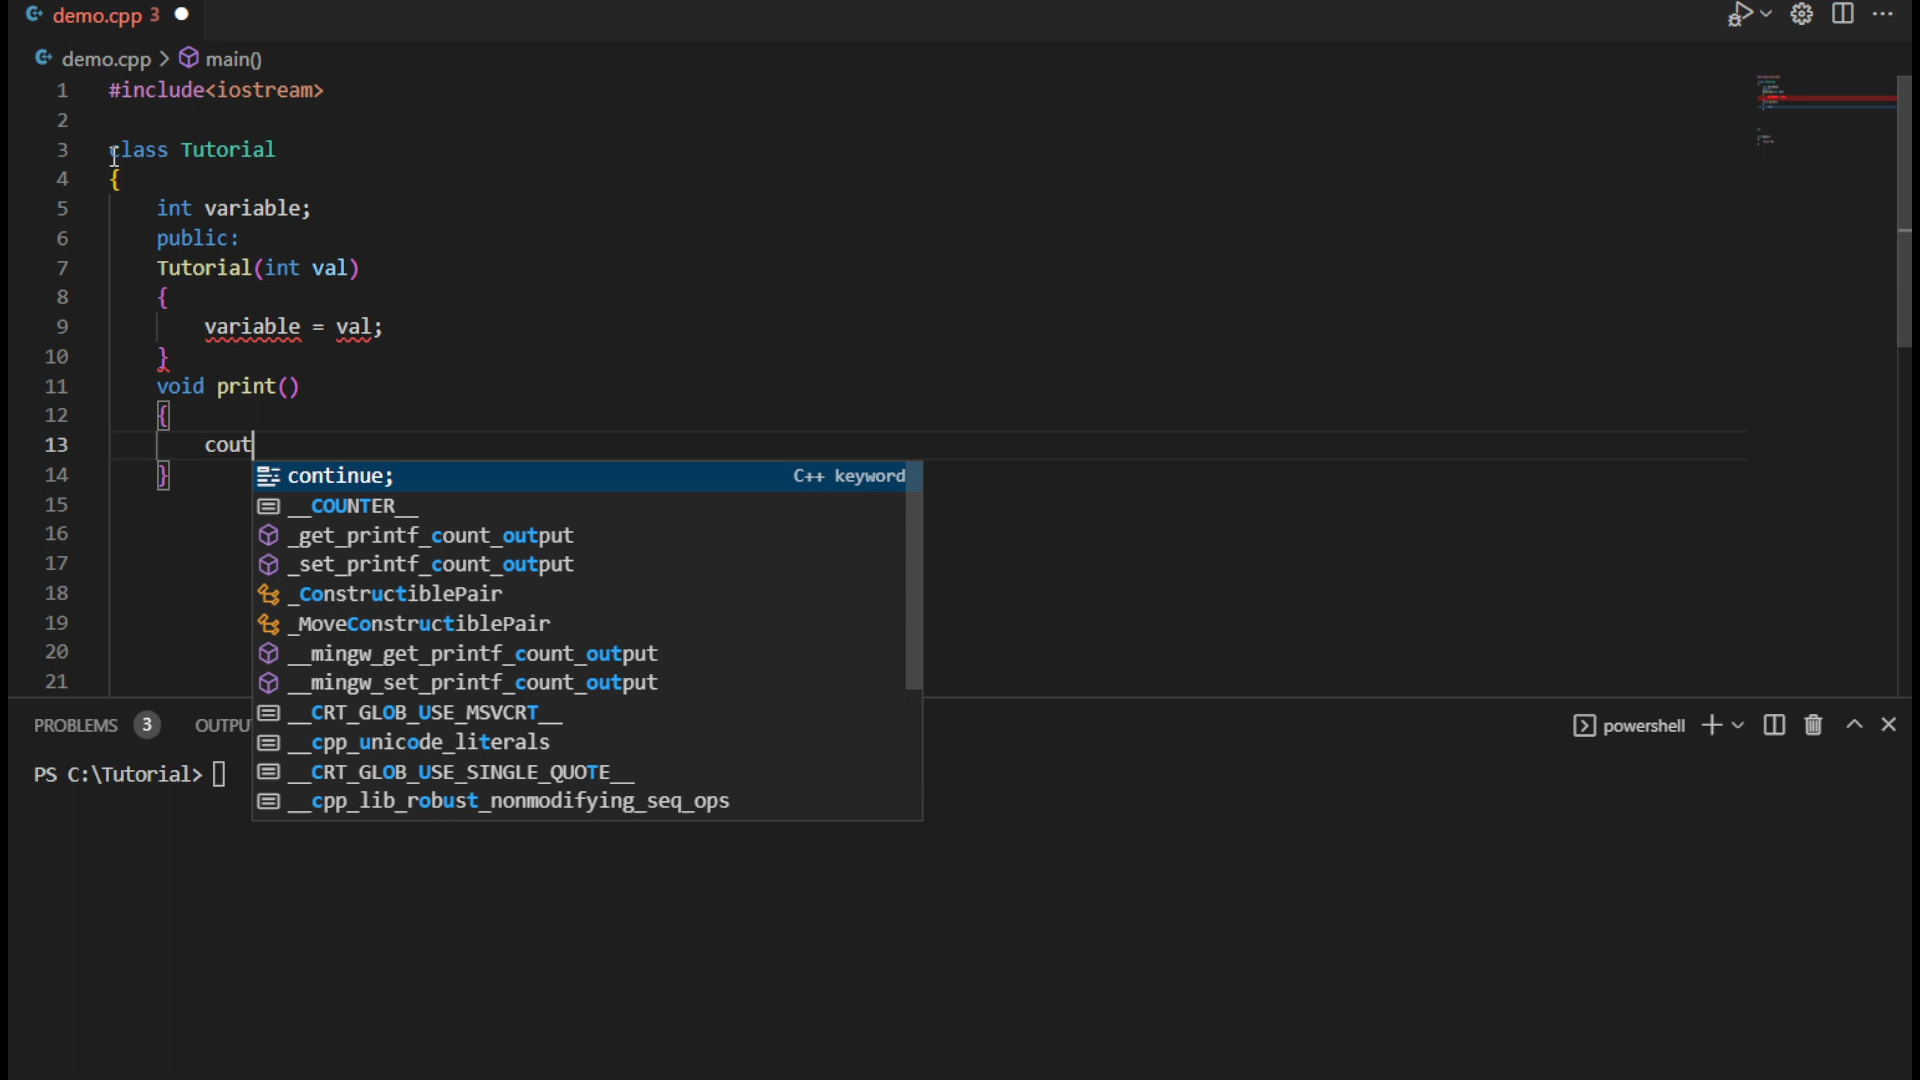 demo.cpp 3
demo.cpp > main()
1 #include<iostream>
2
3 class Tutorial
4 {
5 int variable;
6 public:
7 Tutorial(int val)
8 {
9 variable = val;
10 }
11 void print()
12 {
13 cout
14 }
15
16
17
18
19
20
21
continue; C++ keyword
__COUNTER__
_get_printf_count_output
_set_printf_count_output
_ConstructiblePair
_MoveConstructiblePair
__mingw_get_printf_count_output
__mingw_set_printf_count_output
__CRT_GLOB_USE_MSVCRT__
__cpp_unicode_literals
__CRT_GLOB_USE_SINGLE_QUOTE__
__cpp_lib_robust_nonmodifying_seq_ops
PROBLEMS 3 OUTPU powershell
PS C:\Tutorial>